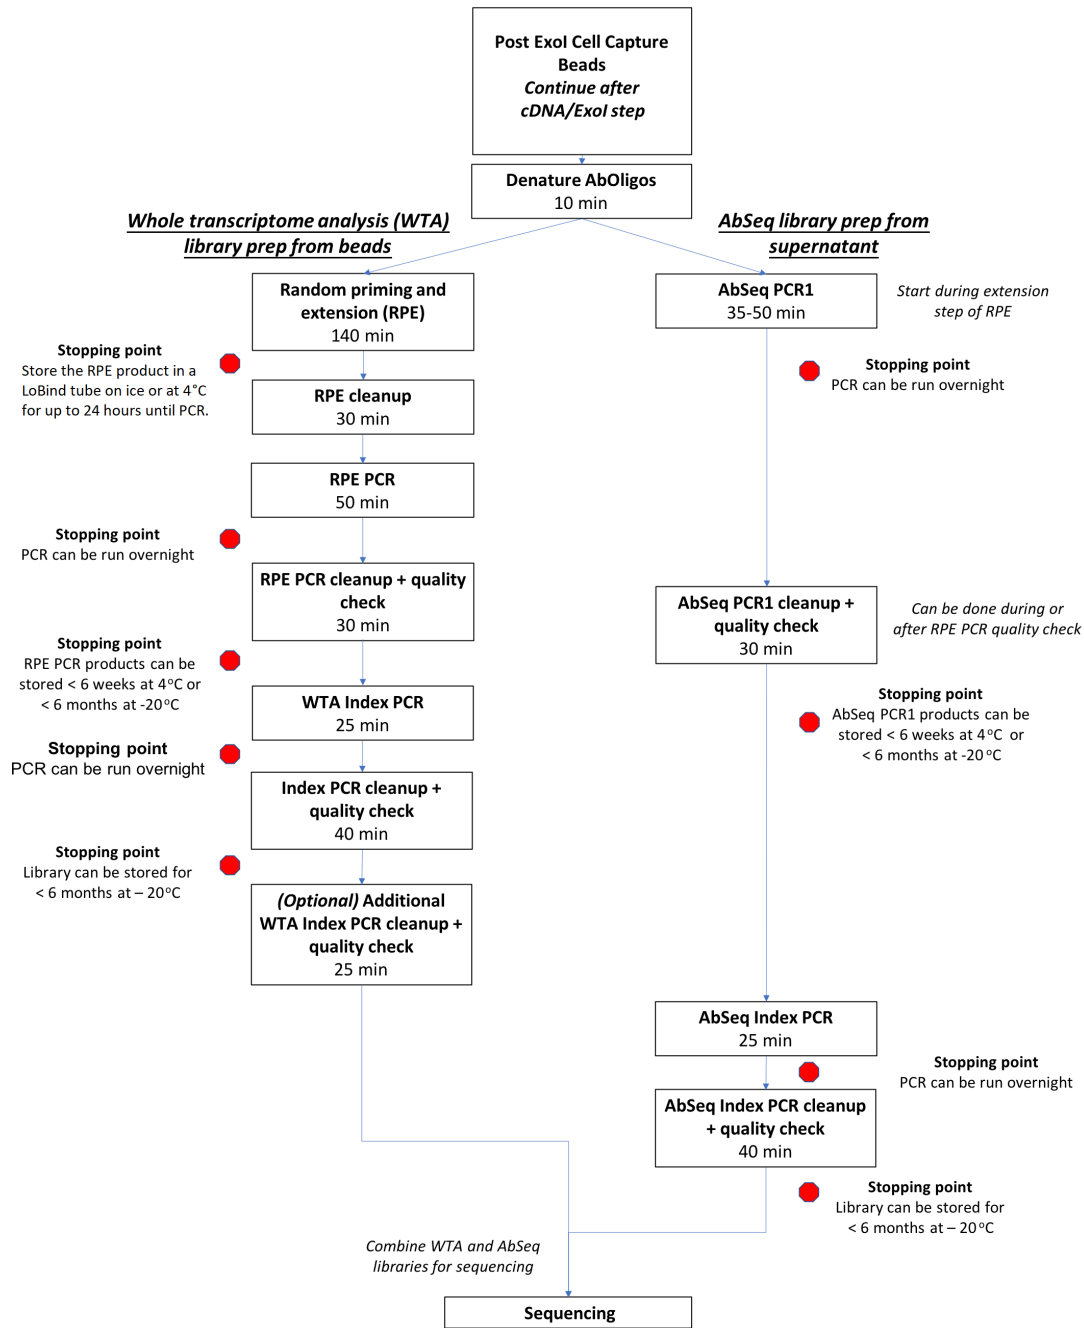 Post ExoI Cell Capture
Beads
Continue after
cDNA/ExoI step
Denature AbOligos
10 min
Whole transcriptome analysis (WTA)
library prep from beads
AbSeq library prep from
supernatant
Random priming and
extension (RPE)
140 min
AbSeq PCR1
35-50 min
Start during extension
step of RPE
Stopping point
Store the RPE product in a
LoBind tube on ice or at 4°C
for up to 24 hours until PCR.
Stopping point
PCR can be run overnight
RPE cleanup
30 min
RPE PCR
50 min
Stopping point
PCR can be run overnight
RPE PCR cleanup + quality
check
30 min
AbSeq PCR1 cleanup +
quality check
30 min
Can be done during or
after RPE PCR quality check
Stopping point
RPE PCR products can be
stored < 6 weeks at 4°C or
< 6 months at -20°C
WTA Index PCR
25 min
Stopping point
AbSeq PCR1 products can be
stored < 6 weeks at 4°C or
< 6 months at -20°C
Stopping point
PCR can be run overnight
Index PCR cleanup +
quality check
40 min
Stopping point
Library can be stored for
< 6 months at – 20°C
(Optional) Additional
WTA Index PCR cleanup +
quality check
25 min
AbSeq Index PCR
25 min
Stopping point
PCR can be run overnight
AbSeq Index PCR cleanup
+ quality check
40 min
Stopping point
Library can be stored for
< 6 months at – 20°C
Combine WTA and AbSeq
libraries for sequencing
Sequencing